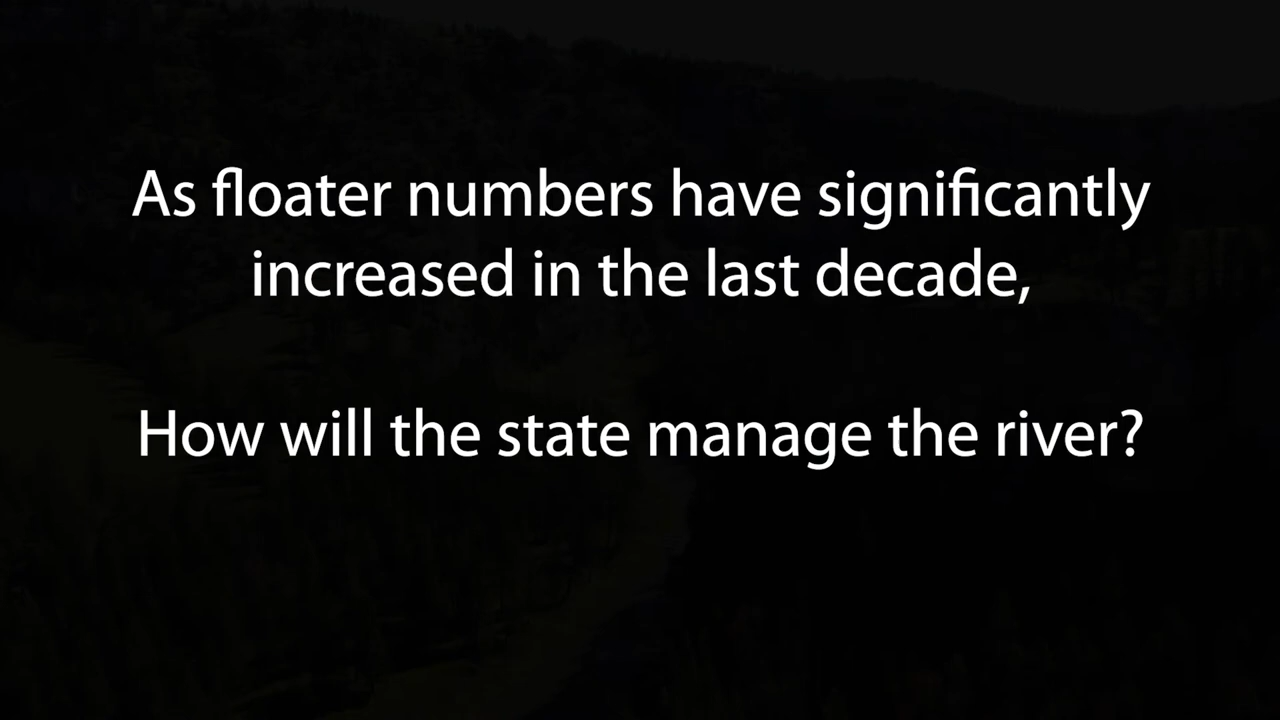 As floater numbers have significantly
increased in the last decade,
How will the state manage the river?